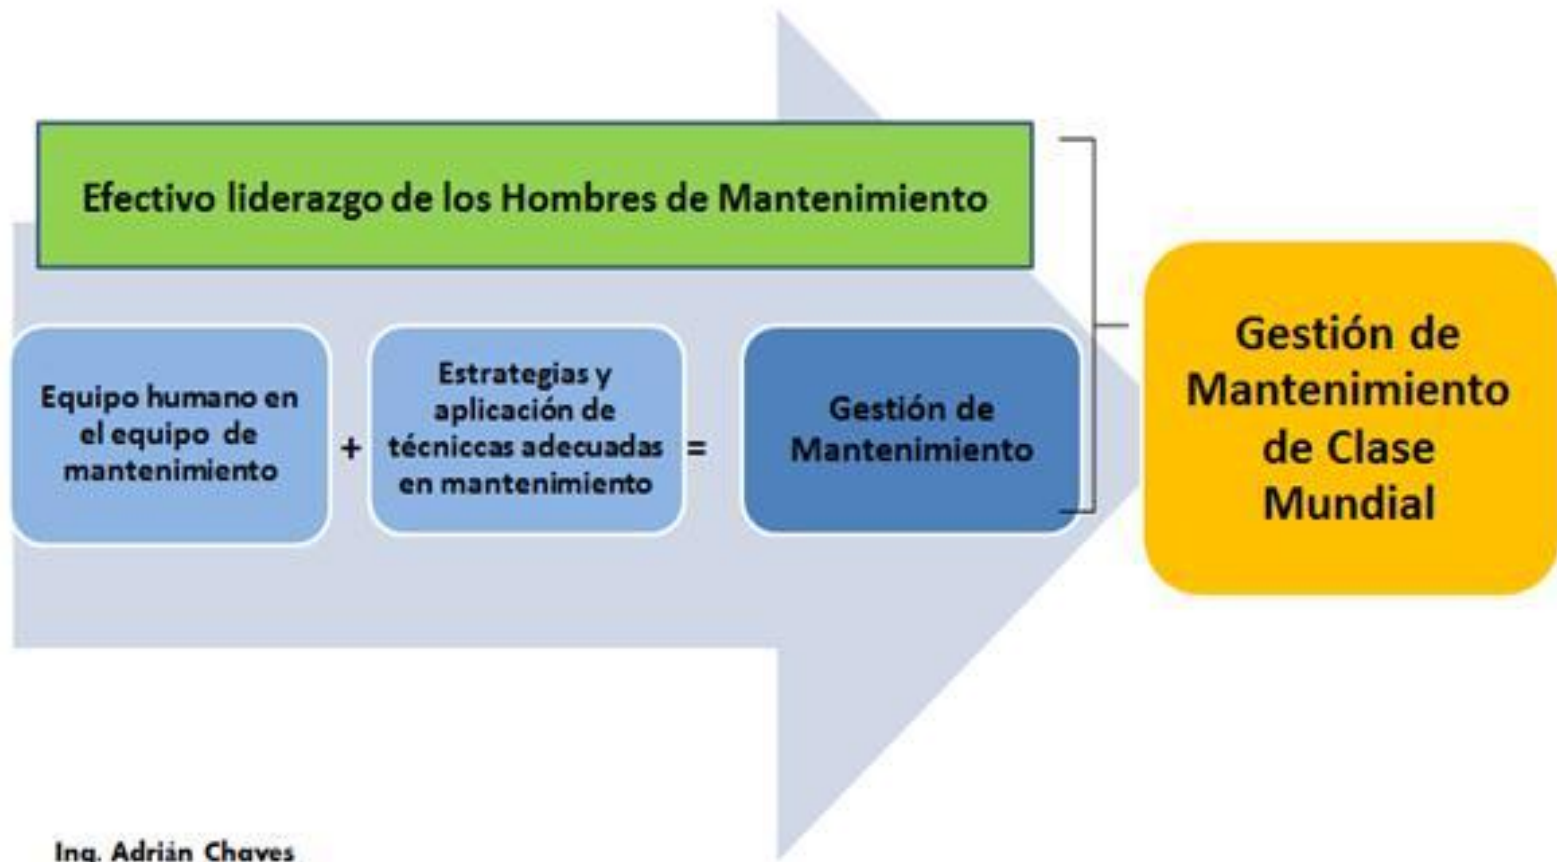 Efectivo liderazgo de los Hombres de Mantenimiento
Equipo humano en
el equipo de
mantenimiento
+
Estrategias y
aplicación de
técniccas adecuadas
en mantenimiento
=
Gestión de
Mantenimiento
Gestión de
Mantenimiento
de Clase
Mundial
Ing. Adrián Chaves